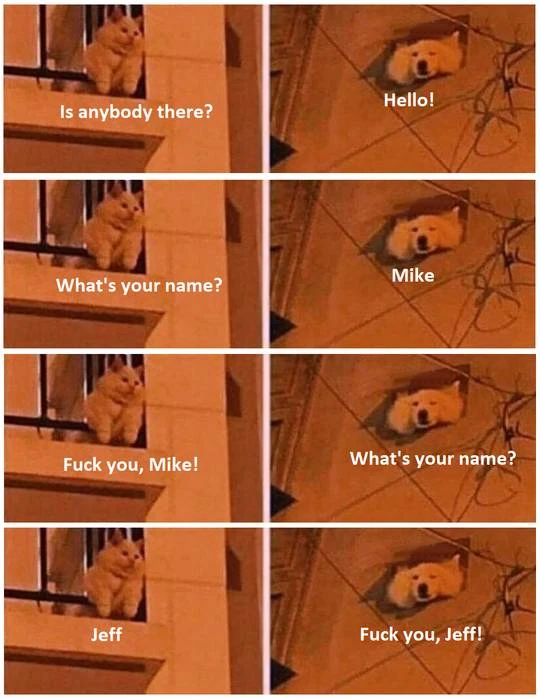 Is anybody there?
Hello!
What's your name?
Mike
Fuck you, Mike!
What's your name?
Jeff
Fuck you, Jeff!